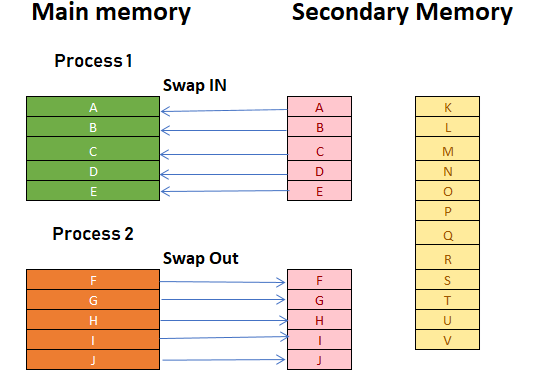 Main memory
Secondary Memory
Process 1
Swap IN
A
B
C
D
E
A
B
C
D
E
Process 2
Swap Out
F
G
H
I
J
F
G
H
I
J
K
L
M
N
O
P
Q
R
S
T
U
V